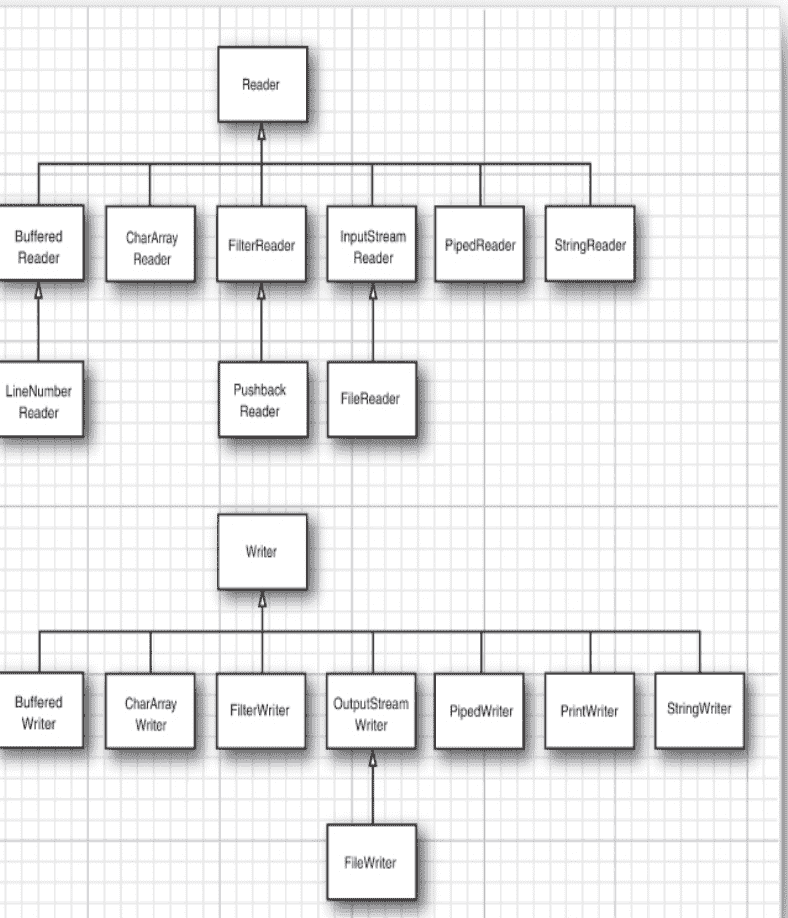 Reader
Buffered
Reader
CharArray
Reader
FilterReader
InputStream
Reader
PipedReader
StringReader
LineNumber
Reader
Pushback
Reader
FileReader
Writer
Buffered
Writer
CharArray
Writer
FilterWriter
OutputStream
Writer
PipedWriter
PrintWriter
StringWriter
FileWriter